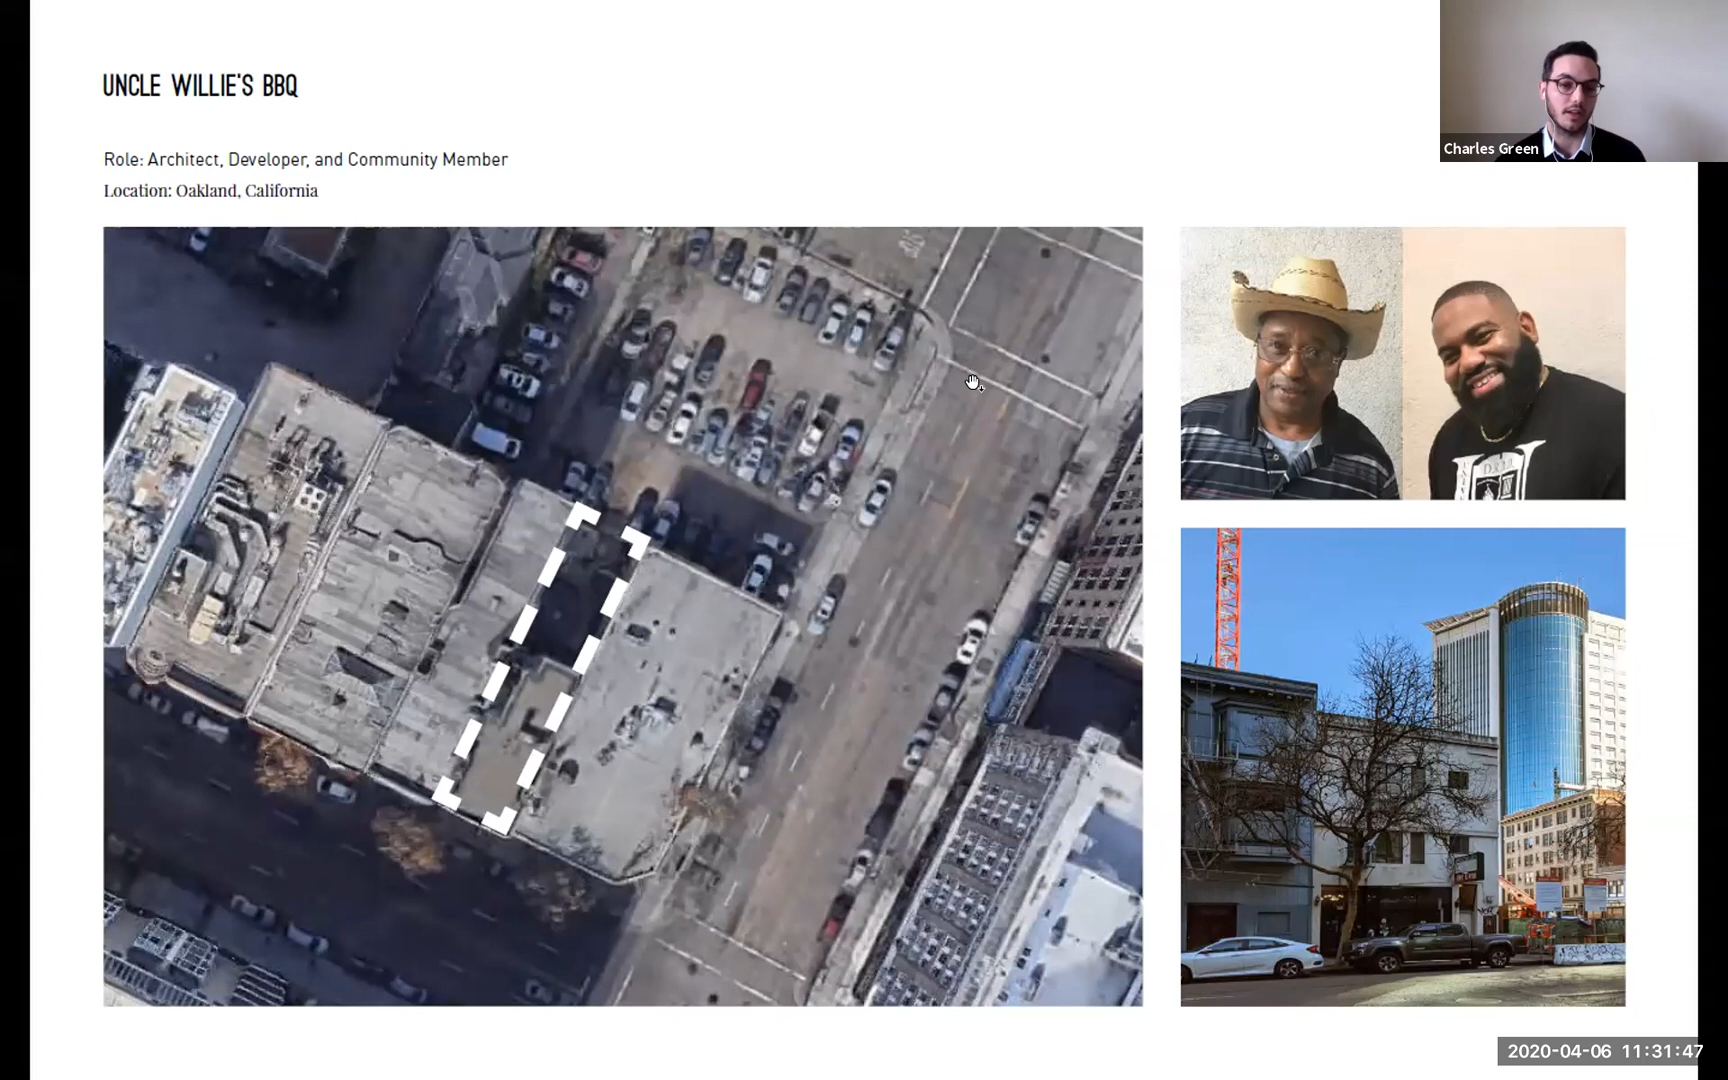 UNCLE WILLIE'S BBQ
Charles Green
Role: Architect, Developer, and Community Member
Location: Oakland, California
2020-04-06 11:31:47